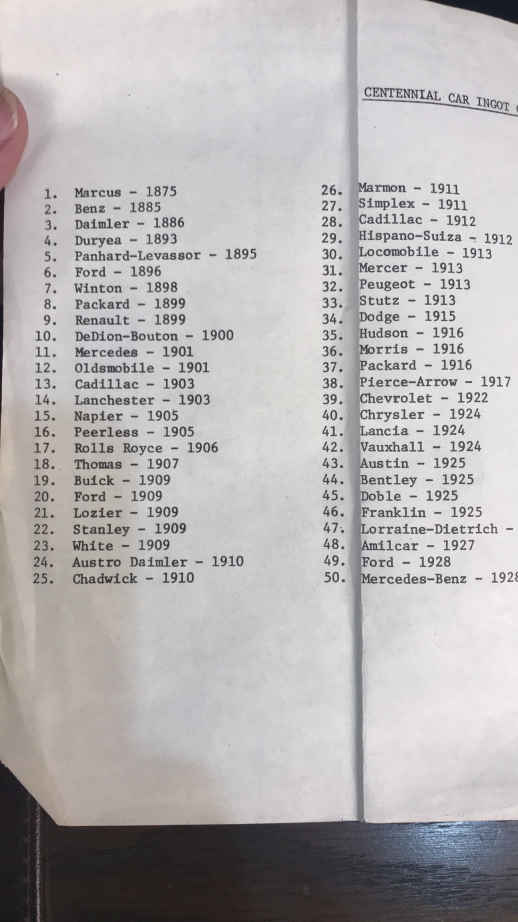 CENTENNIAL CAR INGOT
1. Marcus - 1875
2. Benz - 1885
3. Daimler - 1886
4. Duryea - 1893
5. Panhard-Levassor - 1895
6. Ford - 1896
7. Winton - 1898
8. Packard - 1899
9. Renault - 1899
10. DeDion-Bouton - 1900
11. Mercedes - 1901
12. Oldsmobile - 1901
13. Cadillac - 1903
14. Lanchester - 1903
15. Napier - 1905
16. Peerless - 1905
17. Rolls Royce - 1906
18. Thomas - 1907
19. Buick - 1909
20. Ford - 1909
21. Lozier - 1909
22. Stanley - 1909
23. White - 1909
24. Austro Daimler - 1910
25. Chadwick - 1910
26. Marmon - 1911
27. Simplex - 1911
28. Cadillac - 1912
29. Hispano-Suiza - 1912
30. Locomobile - 1913
31. Mercer - 1913
32. Peugeot - 1913
33. Stutz - 1913
34. Dodge - 1915
35. Hudson - 1916
36. Morris - 1916
37. Packard - 1916
38. Pierce-Arrow - 1917
39. Chevrolet - 1922
40. Chrysler - 1924
41. Lancia - 1924
42. Vauxhall - 1924
43. Austin - 1925
44. Bentley - 1925
45. Doble - 1925
46. Franklin - 1925
47. Lorraine-Dietrich -
48. Amilcar - 1927
49. Ford - 1928
50. Mercedes-Benz - 1928